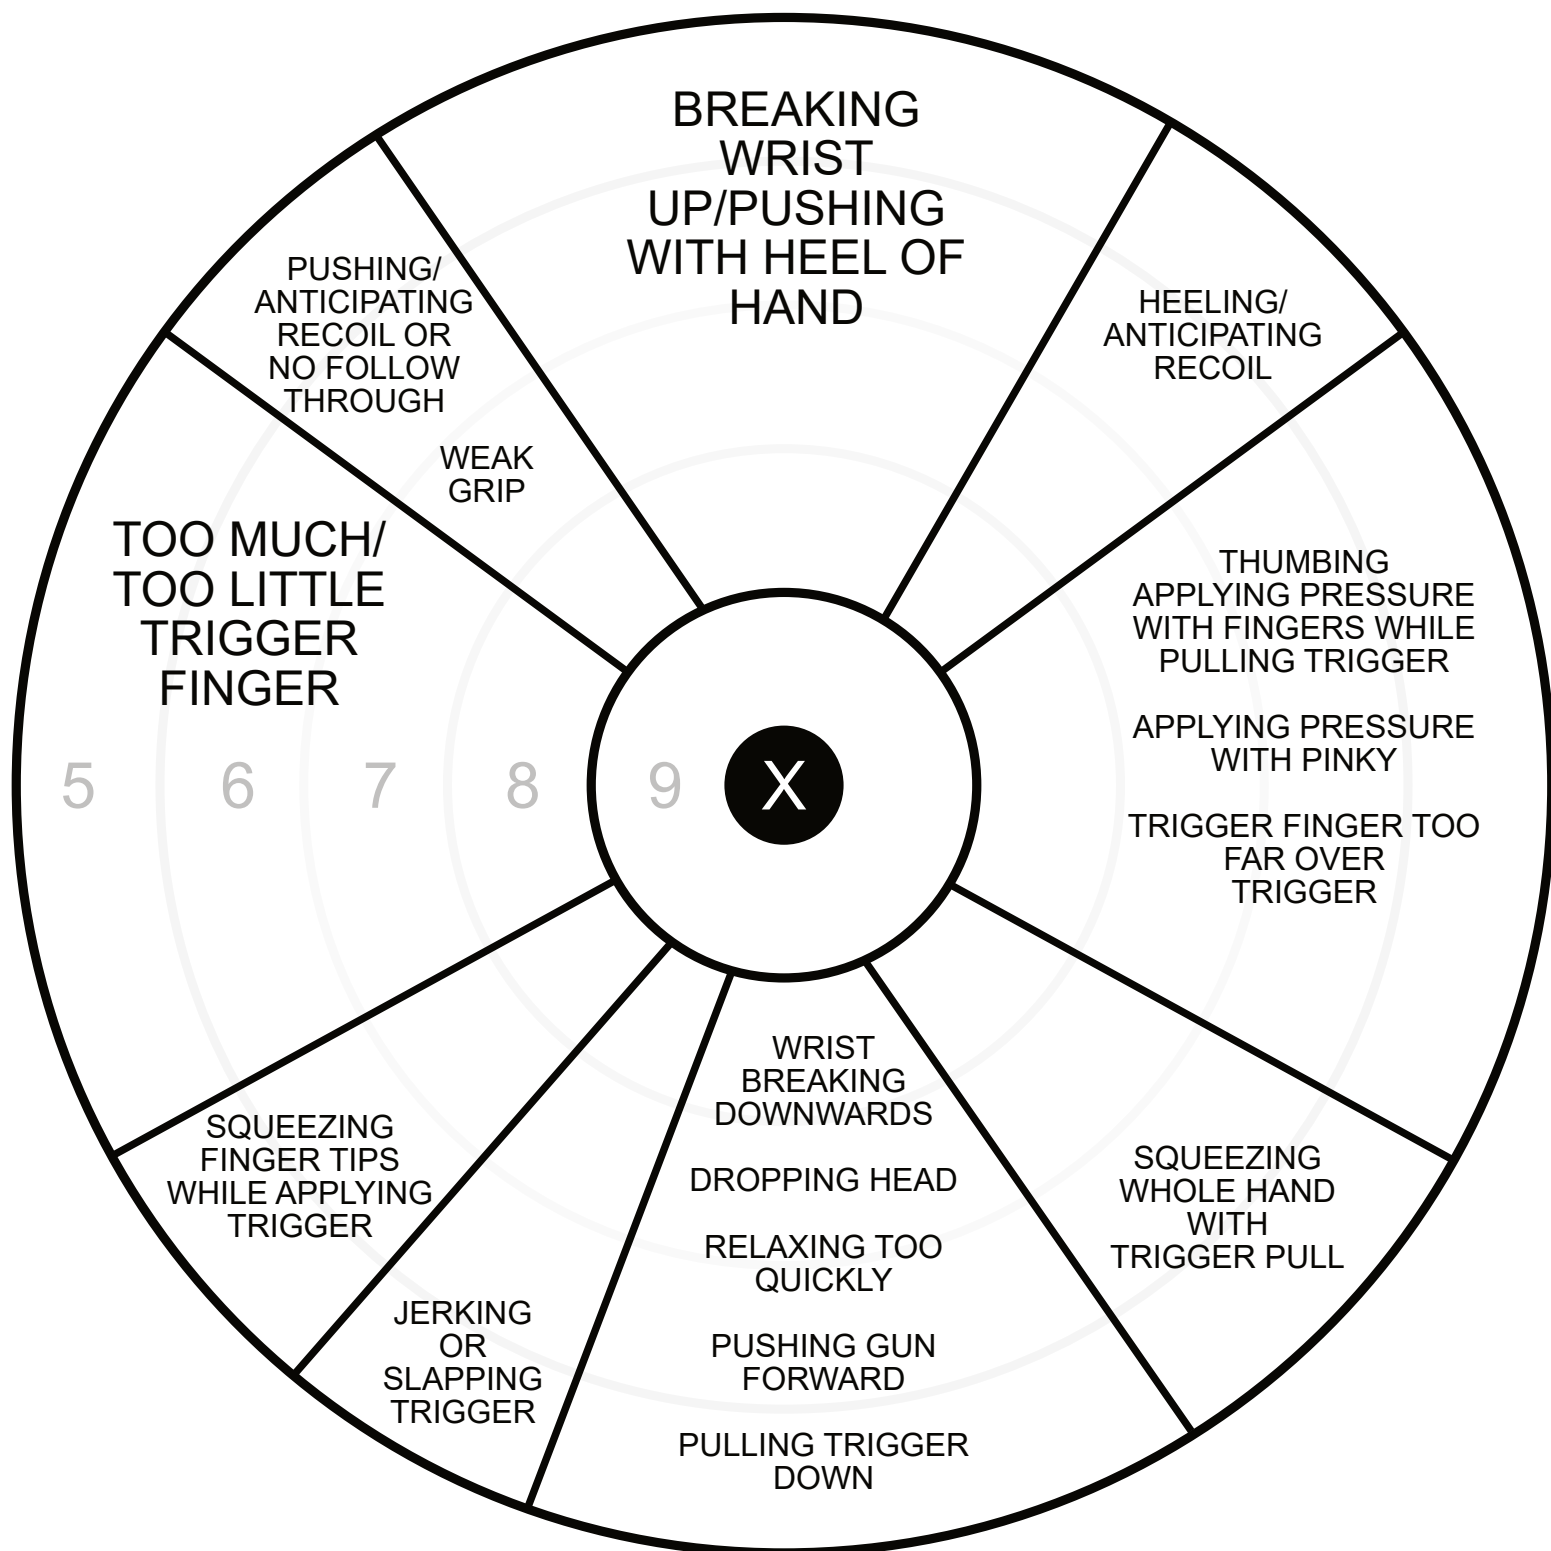 BREAKING
WRIST
UP/PUSHING
WITH HEEL OF
HAND
PUSHING/
ANTICIPATING
RECOIL OR
NO FOLLOW
THROUGH
WEAK
GRIP
HEELING/
ANTICIPATING
RECOIL
TOO MUCH/
TOO LITTLE
TRIGGER
FINGER
THUMBING
APPLYING PRESSURE
WITH FINGERS WHILE
PULLING TRIGGER
APPLYING PRESSURE
WITH PINKY
TRIGGER FINGER TOO
FAR OVER
TRIGGER
5 6 7 8 9 X
SQUEEZING
FINGER TIPS
WHILE APPLYING
TRIGGER
JERKING
OR
SLAPPING
TRIGGER
WRIST
BREAKING
DOWNWARDS
DROPPING HEAD
RELAXING TOO
QUICKLY
PUSHING GUN
FORWARD
PULLING TRIGGER
DOWN
SQUEEZING
WHOLE HAND
WITH
TRIGGER PULL